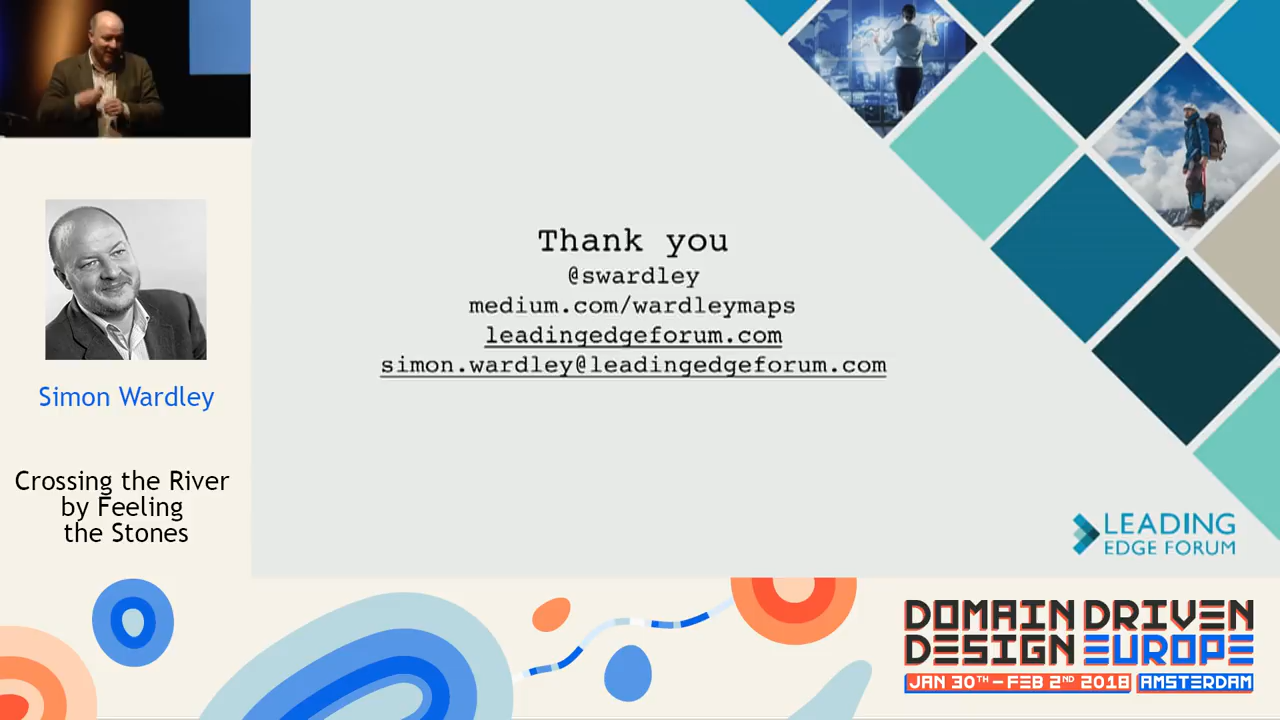 Thank you
@swardley
medium.com/wardleymaps
leadingedgeforum.com
simon.wardley@leadingedgeforum.com
Simon Wardley
Crossing the River
by Feeling
the Stones
LEADING
EDGE FORUM
DOMAIN DRIVEN
DESIGN EUROPE
JAN 30TH - FEB 2ND 2018 AMSTERDAM